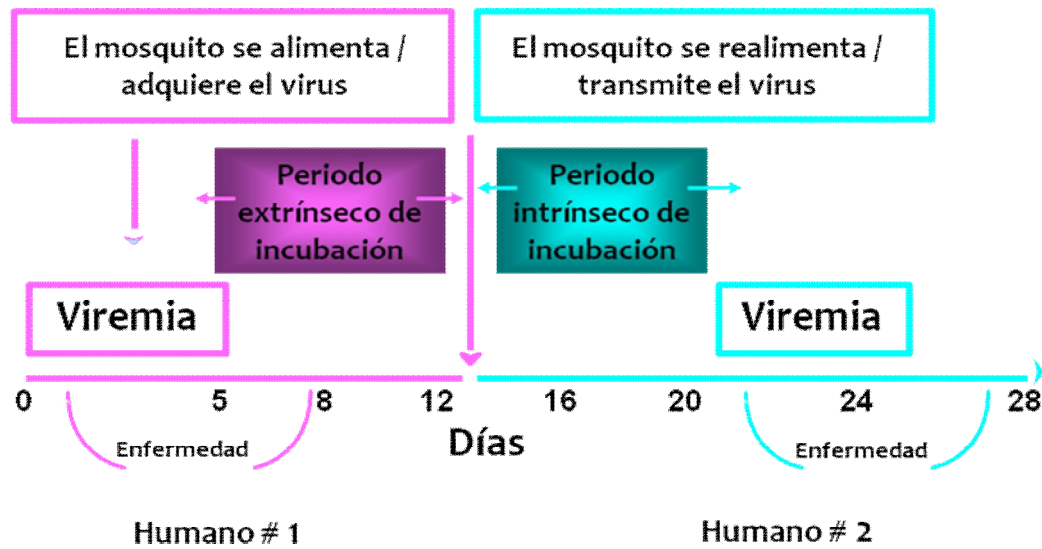 El mosquito se alimenta /
adquiere el virus
El mosquito se realimenta /
transmite el virus
Periodo
extrínseco de
incubación
Periodo
intrínseco de
incubación
Viremia
Viremia
0 5 8 12 16 20 24 28
Días
Enfermedad
Enfermedad
Humano # 1
Humano # 2